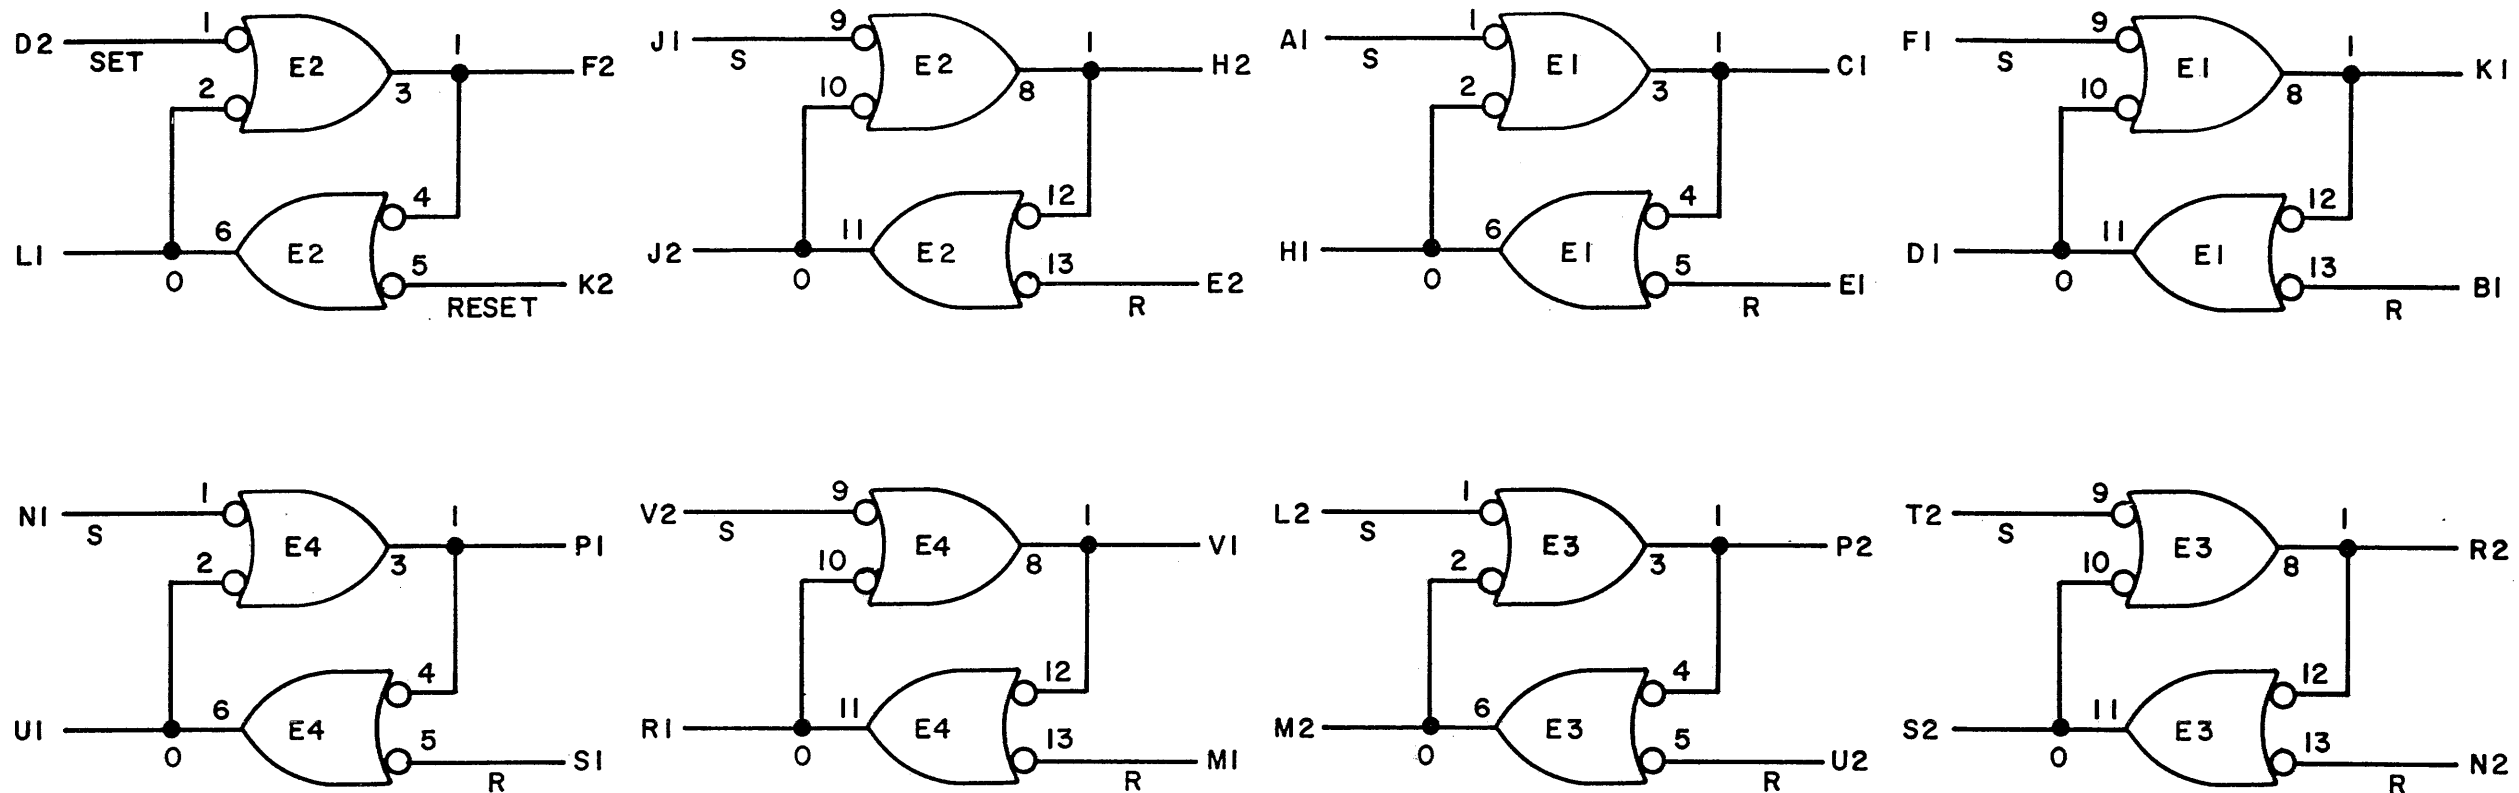 1 9 1 9
D2 SET E2 1 F2 J1 S E2 1 H2 A1 S E1 1 C1 F1 S E1 1 K1
2 3 10 8 2 3 10 8
4 12 4 12
6 11 6 11
L1 E2 J2 E2 H1 E1 D1 E1
0 5 K2 0 13 E2 0 5 E1 0 13 B1
RESET R R R
1 9 1 9
N1 S E4 1 P1 V2 S E4 1 V1 L2 S E3 1 P2 T2 S E3 1 R2
2 3 10 8 2 3 10 8
4 12 4 12
6 11 6 11
U1 E4 R1 E4 M2 E3 S2 E3
0 5 S1 0 13 M1 0 5 U2 0 13 N2
R R R R